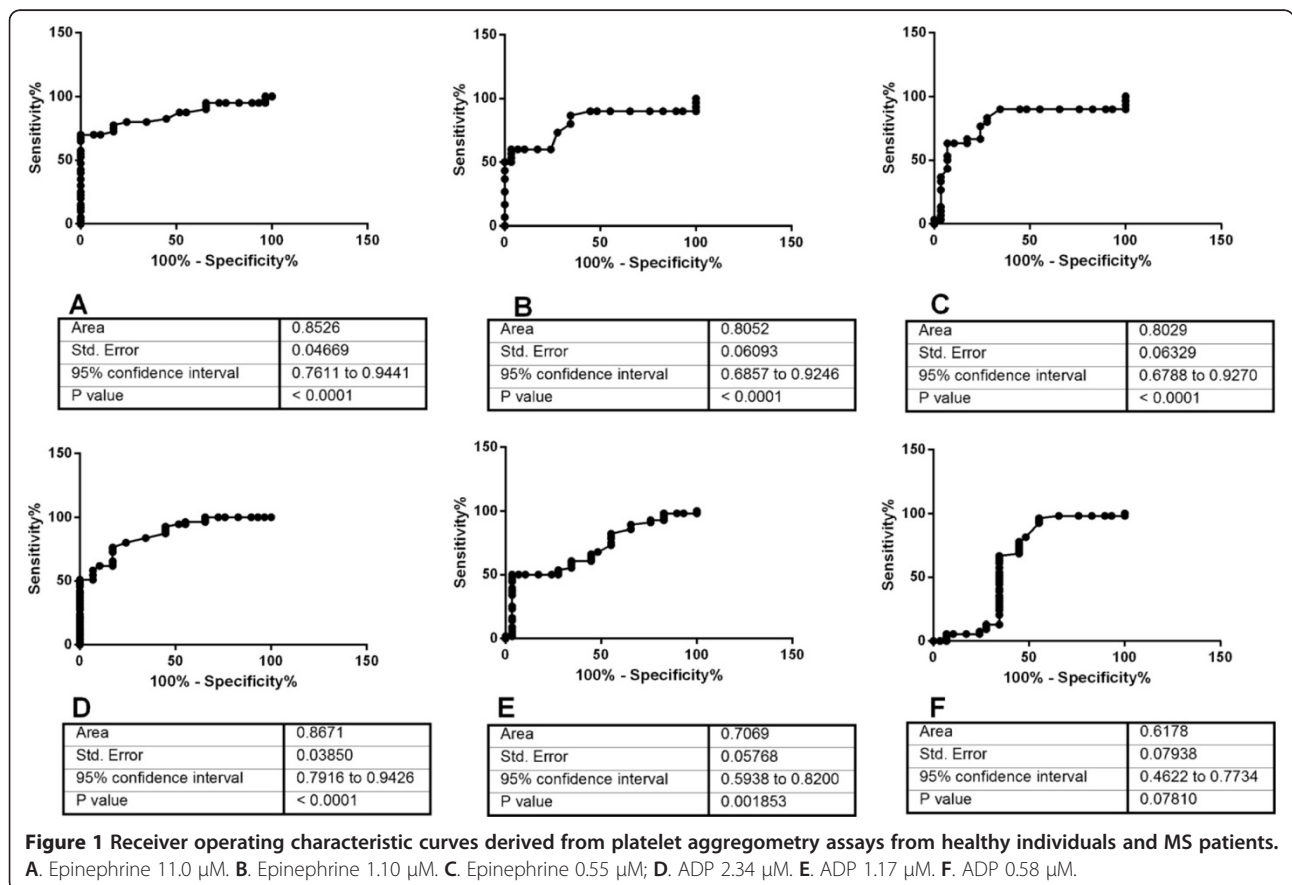 150
100
50
0
Sensitivity%
0 50 100 150
100% - Specificity%
A
Area 0.8526
Std. Error 0.04669
95% confidence interval 0.7611 to 0.9441
P value < 0.0001
150
100
50
0
Sensitivity%
0 50 100 150
100% - Specificity%
B
Area 0.8052
Std. Error 0.06093
95% confidence interval 0.6857 to 0.9246
P value < 0.0001
150
100
50
0
Sensitivity%
0 50 100 150
100% - Specificity%
C
Area 0.8029
Std. Error 0.06329
95% confidence interval 0.6788 to 0.9270
P value < 0.0001
150
100
50
0
Sensitivity%
0 50 100 150
100% - Specificity%
D
Area 0.8671
Std. Error 0.03850
95% confidence interval 0.7916 to 0.9426
P value < 0.0001
150
100
50
0
Sensitivity%
0 50 100 150
100% - Specificity%
E
Area 0.7069
Std. Error 0.05768
95% confidence interval 0.5938 to 0.8200
P value 0.001853
150
100
50
0
Sensitivity%
0 50 100 150
100% - Specificity%
F
Area 0.6178
Std. Error 0.07938
95% confidence interval 0.4622 to 0.7734
P value 0.07810
Figure 1 Receiver operating characteristic curves derived from platelet aggregometry assays from healthy individuals and MS patients.
A. Epinephrine 11.0 μM. B. Epinephrine 1.10 μM. C. Epinephrine 0.55 μM; D. ADP 2.34 μM. E. ADP 1.17 μM. F. ADP 0.58 μM.